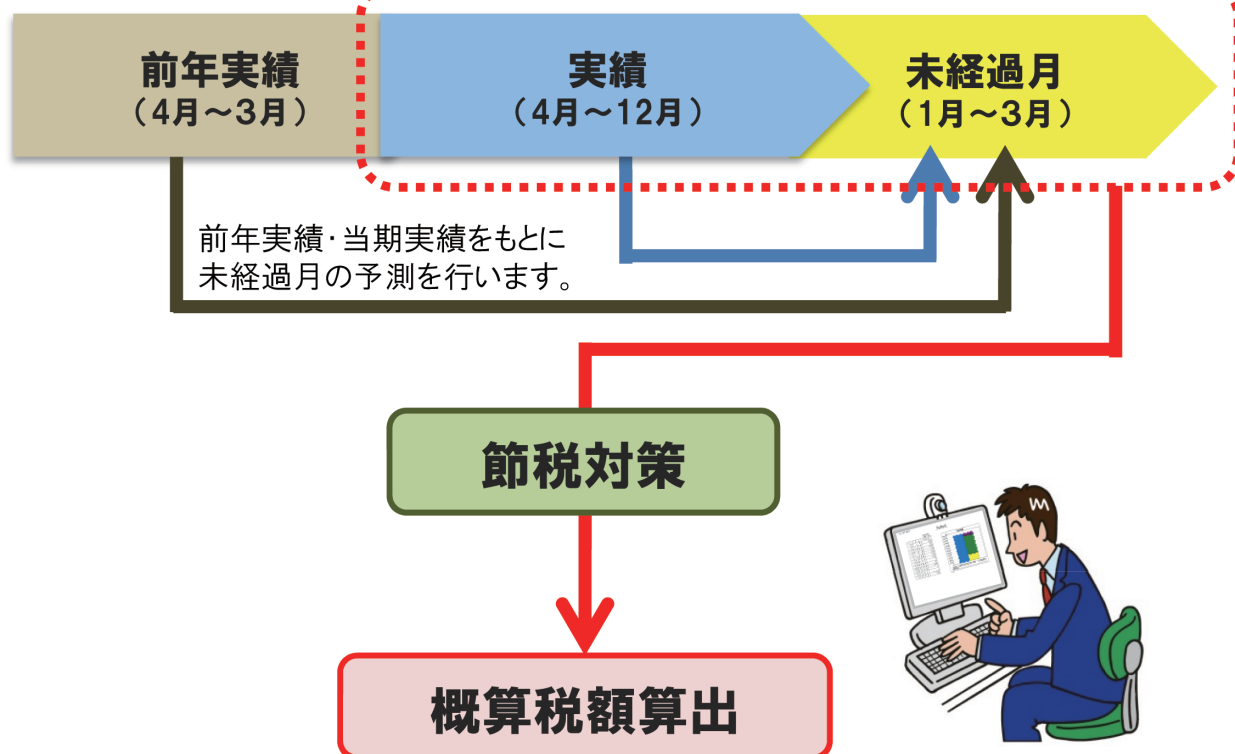 前年実績
（4月～3月）
実績
（4月～12月）
未経過月
（1月～3月）
前年実績・当期実績をもとに
未経過月の予測を行います。
節税対策
概算税額算出